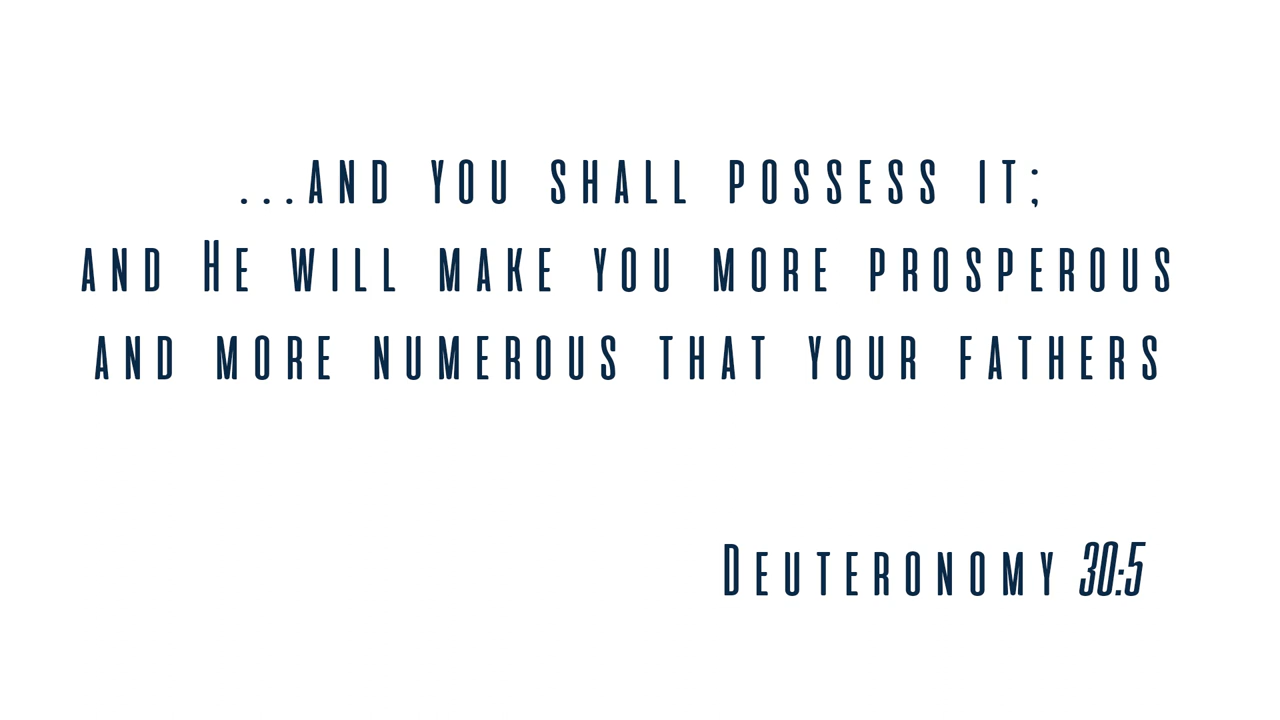 ...and you shall possess it;
and He will make you more prosperous
and more numerous that your fathers
Deuteronomy 30:5